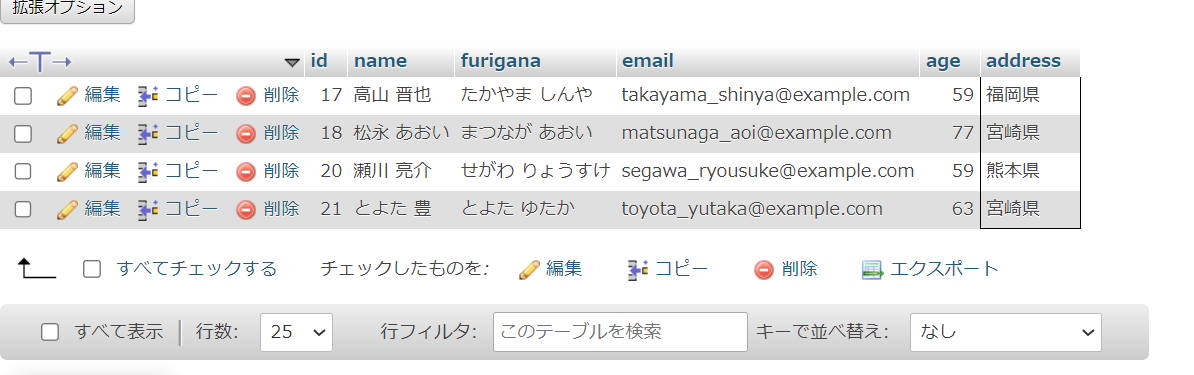 拡張オプション
←T→ id name furigana email age address
編集 コピー 削除 17 高山 晋也 たかやま しんや takayama_shinya@example.com 59 福岡県
編集 コピー 削除 18 松永 あおい まつなが あおい matsunaga_aoi@example.com 77 宮崎県
編集 コピー 削除 20 瀬川 亮介 せがわ りょうすけ segawa_ryousuke@example.com 59 熊本県
編集 コピー 削除 21 とよた 豊 とよた ゆたか toyota_yutaka@example.com 63 宮崎県
すべてチェックする チェックしたものを: 編集 コピー 削除 エクスポート
すべて表示 行数: 25 行フィルタ: このテーブルを検索 キーで並べ替え: なし